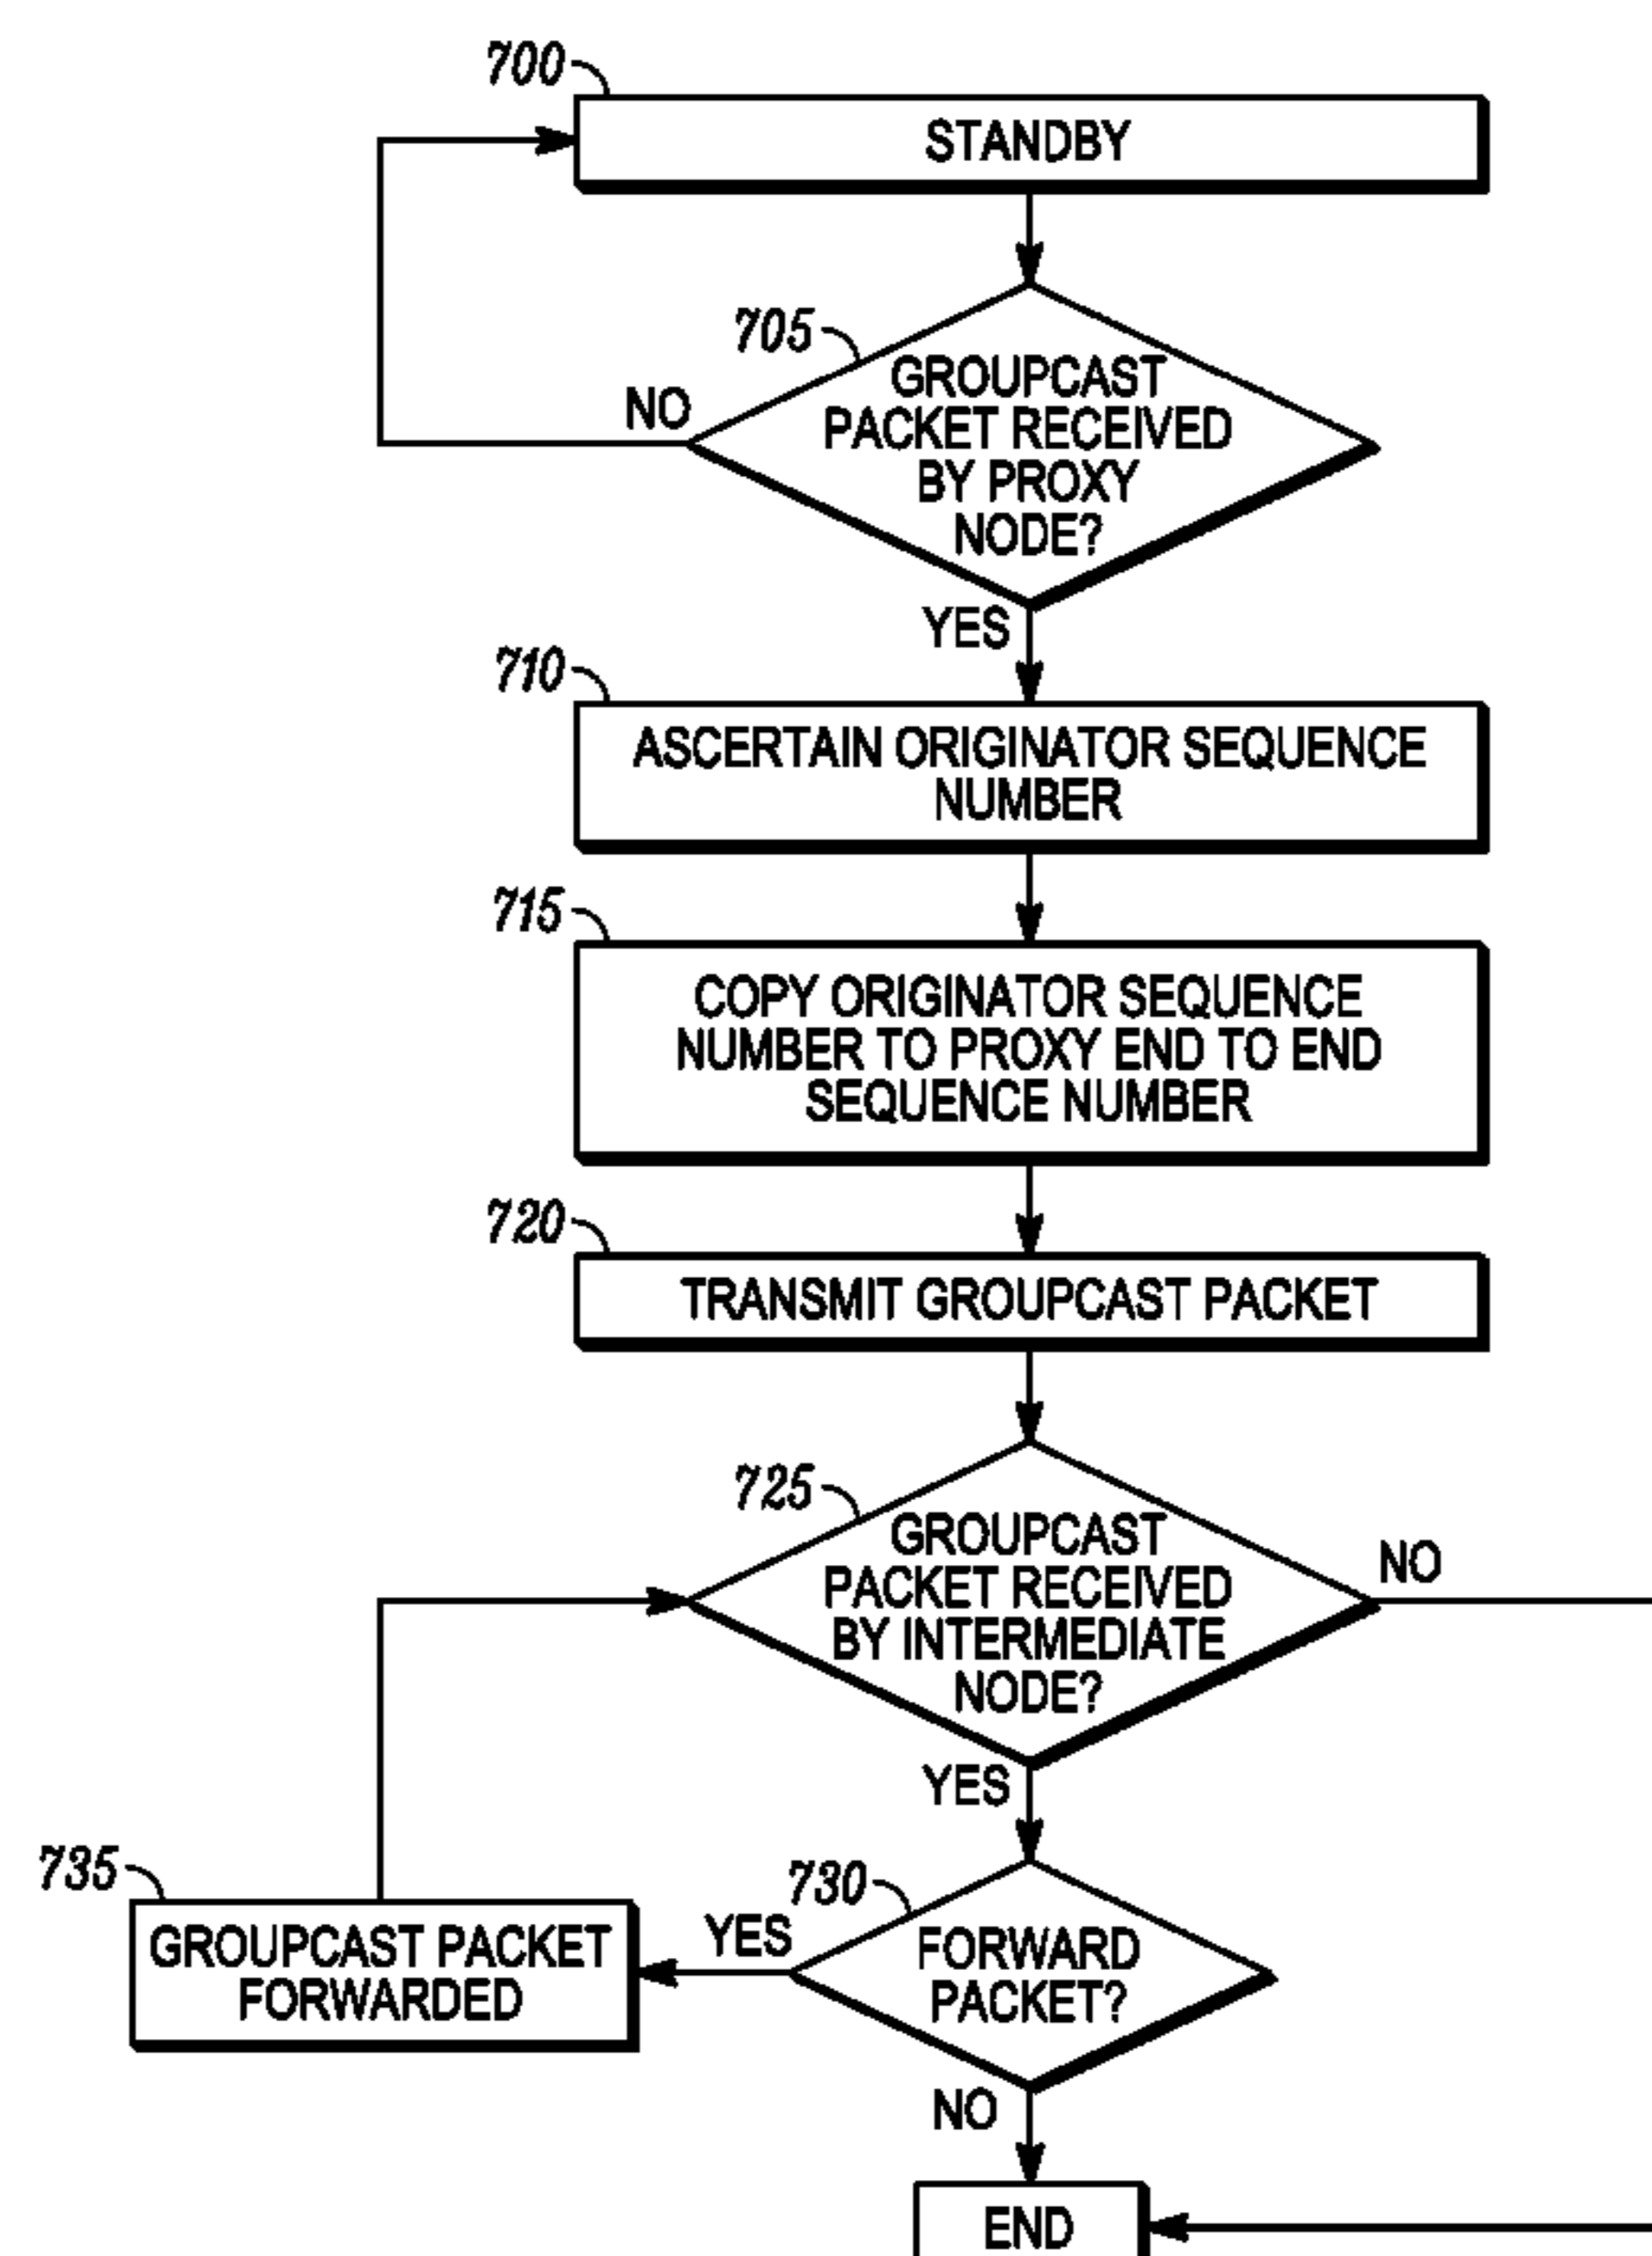 700
STANDBY
705
GROUPCAST
PACKET RECEIVED
BY PROXY
NODE?
NO
YES
710
ASCERTAIN ORIGINATOR SEQUENCE
NUMBER
715
COPY ORIGINATOR SEQUENCE
NUMBER TO PROXY END TO END
SEQUENCE NUMBER
720
TRANSMIT GROUPCAST PACKET
725
GROUPCAST
PACKET RECEIVED
BY INTERMEDIATE
NODE?
NO
YES
735
GROUPCAST PACKET
FORWARDED
YES
730
FORWARD
PACKET?
NO
END